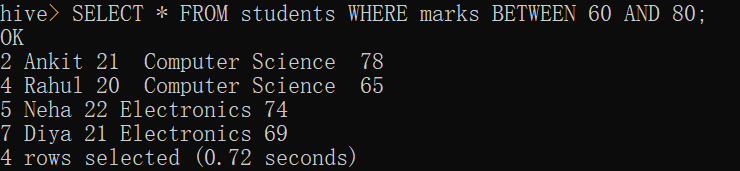 hive> SELECT * FROM students WHERE marks BETWEEN 60 AND 80;
OK
2 Ankit 21  Computer Science  78
4 Rahul 20  Computer Science  65
5 Neha 22 Electronics 74
7 Diya 21 Electronics 69
4 rows selected (0.72 seconds)